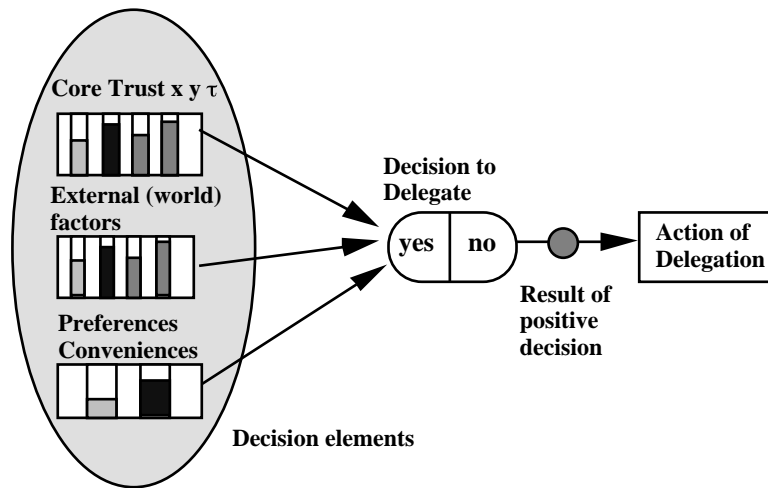 Core Trust x y τ
External (world)
factors
Preferences
Conveniences
Decision elements
Decision to
Delegate
yes no
Result of
positive
decision
Action of
Delegation